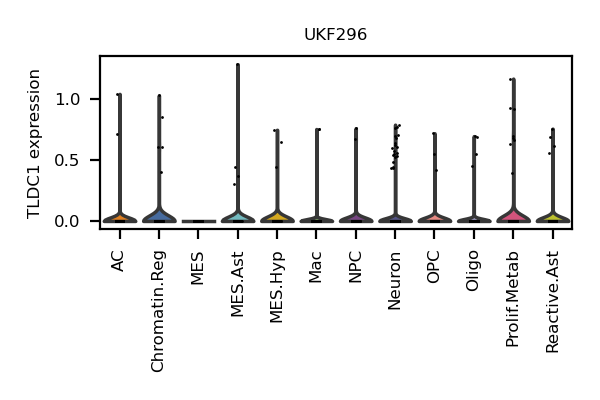 UKF296
TLDC1 expression
1.0
0.5
0.0
AC
Chromatin.Reg
MES
MES.Ast
MES.Hyp
Mac
NPC
Neuron
OPC
Oligo
Prolif.Metab
Reactive.Ast